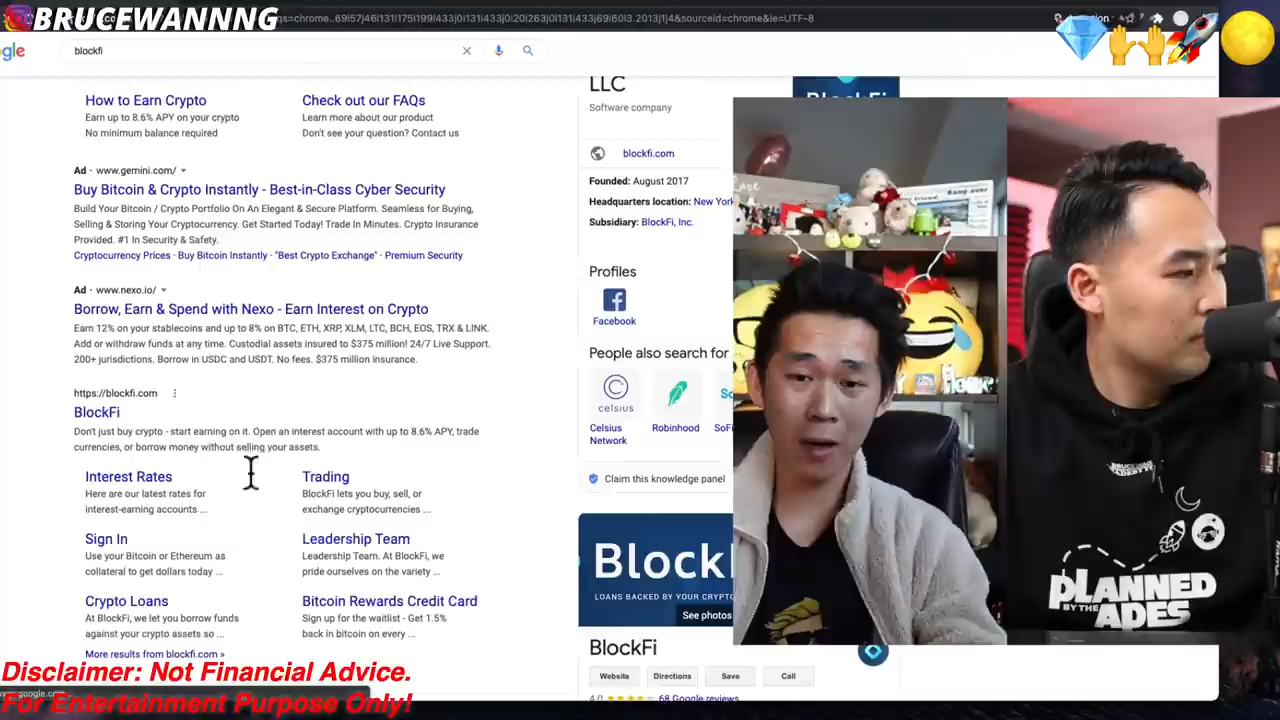 BRUCEWANNNG
gle
blockfi
LLC
Software company
How to Earn Crypto
Earn up to 8.6% APY on your crypto
No minimum balance required
Check out our FAQs
Learn more about our product
Don't see your question? Contact us
Ad · www.gemini.com/
Buy Bitcoin & Crypto Instantly - Best-in-Class Cyber Security
Build Your Bitcoin / Crypto Portfolio On An Elegant & Secure Platform. Seamless for Buying,
Selling & Storing Your Cryptocurrency. Get Started Today! Trade In Minutes. Crypto Insurance
Provided. #1 In Security & Safety.
Cryptocurrency Prices · Buy Bitcoin Instantly · "Best Crypto Exchange" · Premium Security
Ad · www.nexo.io/
Borrow, Earn & Spend with Nexo - Earn Interest on Crypto
Earn 12% on your stablecoins and up to 8% on BTC, ETH, XRP, XLM, LTC, BCH, EOS, TRX & LINK.
Add or withdraw funds at any time. Custodial assets insured to $375 million! 24/7 Live Support.
200+ jurisdictions. Borrow in USDC and USDT. No fees. $375 million insurance.
https://blockfi.com
BlockFi
Don't just buy crypto - start earning on it. Open an interest account with up to 8.6% APY, trade
currencies, or borrow money without selling your assets.
Interest Rates
Here are our latest rates for
interest-earning accounts ...
Trading
BlockFi lets you buy, sell, or
exchange cryptocurrencies ...
Sign In
Use your Bitcoin or Ethereum as
collateral to get dollars today ...
Leadership Team
Leadership Team. At BlockFi, we
pride ourselves on the variety ...
Crypto Loans
At BlockFi, we let you borrow funds
against your crypto assets so ...
Bitcoin Rewards Credit Card
Sign up for the waitlist - Get 1.5%
back in bitcoin on every ...
More results from blockfi.com »
blockfi.com
Founded: August 2017
Headquarters location: New York
Subsidiary: BlockFi, Inc.
Profiles
Facebook
People also search for
CELSIUS
Celsius
Network
Robinhood
SoFi
Claim this knowledge panel
BlockF
LOANS BACKED BY YOUR CRYPTO
See photos
BlockFi
Website
Directions
Save
Call
4.0
68 Google reviews
PLANNED
BY THE
APES
Disclaimer: Not Financial Advice.
For Entertainment Purpose Only!